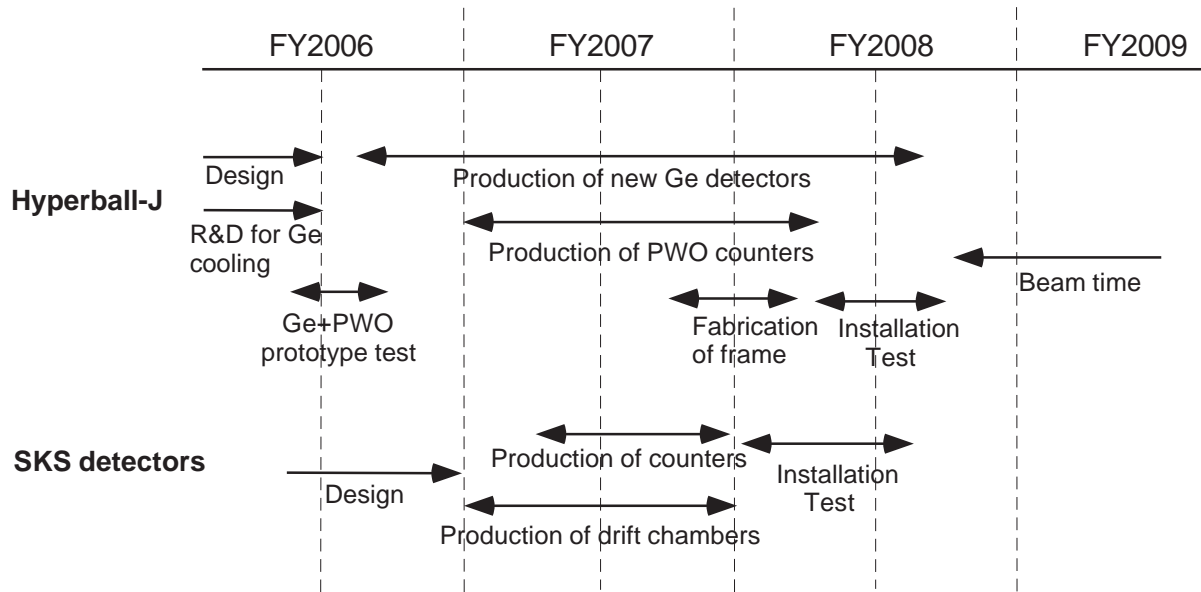 FY2006 FY2007 FY2008 FY2009
Hyperball-J
Design
Production of new Ge detectors
R&D for Ge
cooling
Production of PWO counters
Beam time
Ge+PWO
prototype test
Fabrication
of frame
Installation
Test
SKS detectors
Production of counters
Installation
Test
Design
Production of drift chambers